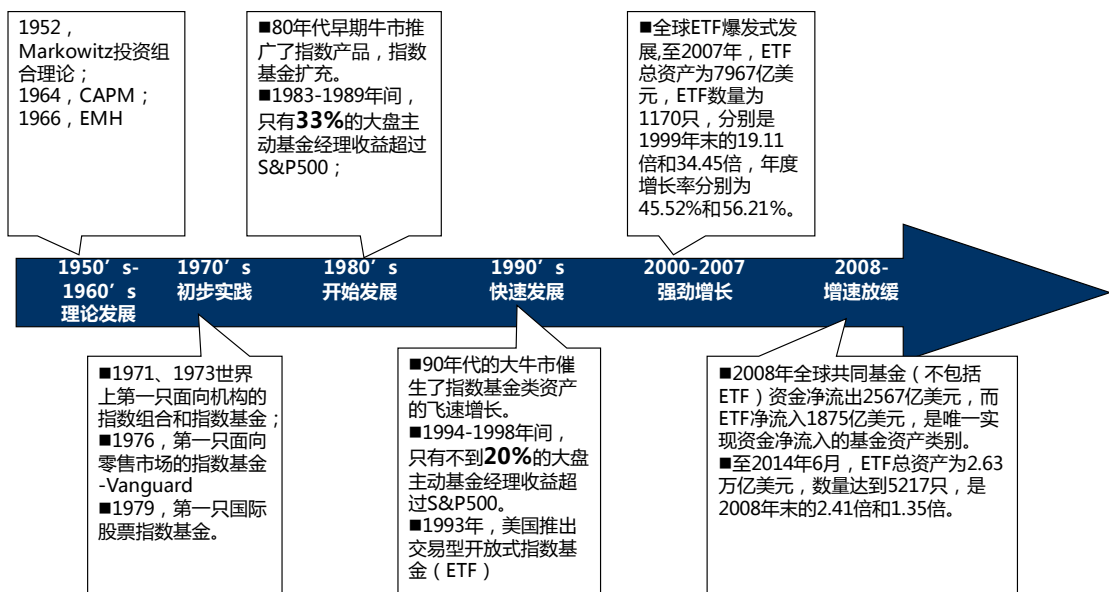 1952，
Markowitz投资组
合理论；
1964，CAPM；
1966，EMH
■80年代早期牛市推
广了指数产品，指数
基金扩充。
■1983-1989年间，
只有33%的大盘主
动基金经理收益超过
S&P500；
■全球ETF爆发式发
展,至2007年，ETF
总资产为7967亿美
元，ETF数量为
1170只，分别是
1999年末的19.11
倍和34.45倍，年度
增长率分别为
45.52%和56.21%。
1950’s-
1960’s
理论发展
1970’s
初步实践
1980’s
开始发展
1990’s
快速发展
2000-2007
强劲增长
2008-
增速放缓
■1971、1973世界
上第一只面向机构的
指数组合和指数基金；
■1976，第一只面向
零售市场的指数基金
-Vanguard
■1979，第一只国际
股票指数基金。
■90年代的大牛市催
生了指数基金类资产
的飞速增长。
■1994-1998年间，
只有不到20%的大盘
主动基金经理收益超
过S&P500。
■1993年，美国推出
交易型开放式指数基
金（ETF）
■2008年全球共同基金（不包括
ETF）资金净流出2567亿美元，而
ETF净流入1875亿美元，是唯一实
现资金净流入的基金资产类别。
■至2014年6月，ETF总资产为2.63
万亿美元，数量达到5217只，是
2008年末的2.41倍和1.35倍。